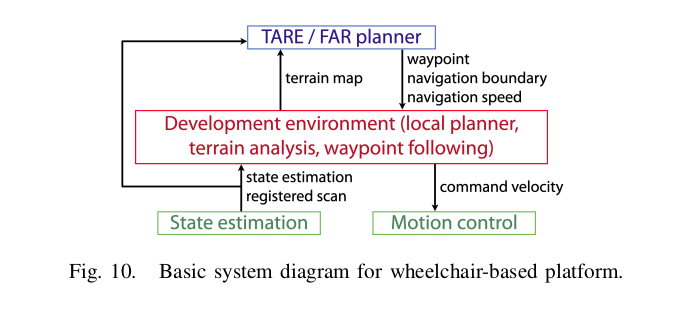 TARE / FAR planner
terrain map
waypoint
navigation boundary
navigation speed
Development environment (local planner,
terrain analysis, waypoint following)
state estimation
registered scan
command velocity
State estimation
Motion control
Fig. 10. Basic system diagram for wheelchair-based platform.